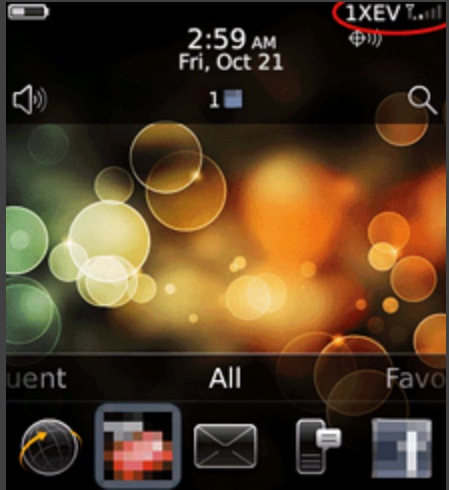 1XEV
2:59 AM
Fri, Oct 21
1
uent All Favo
f